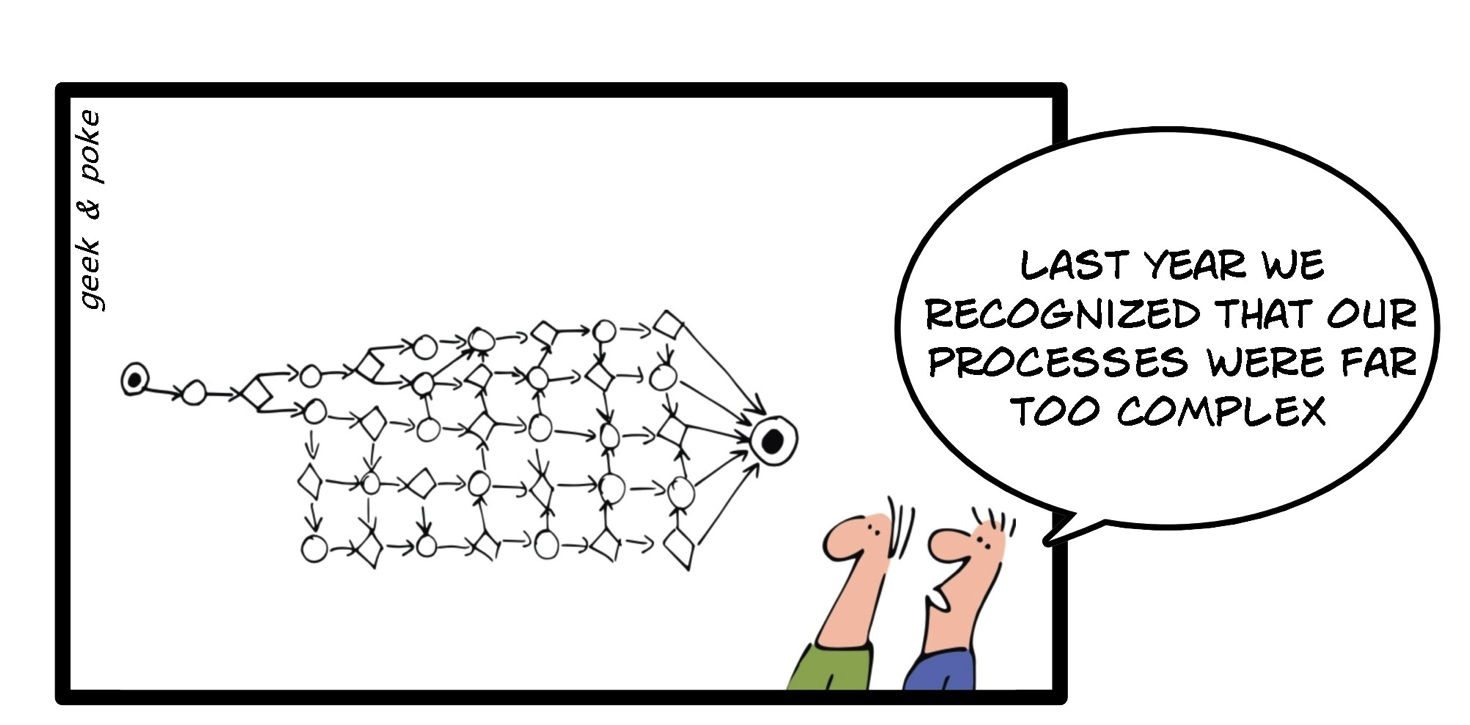 geek & poke
LAST YEAR WE
RECOGNIZED THAT OUR
PROCESSES WERE FAR
TOO COMPLEX